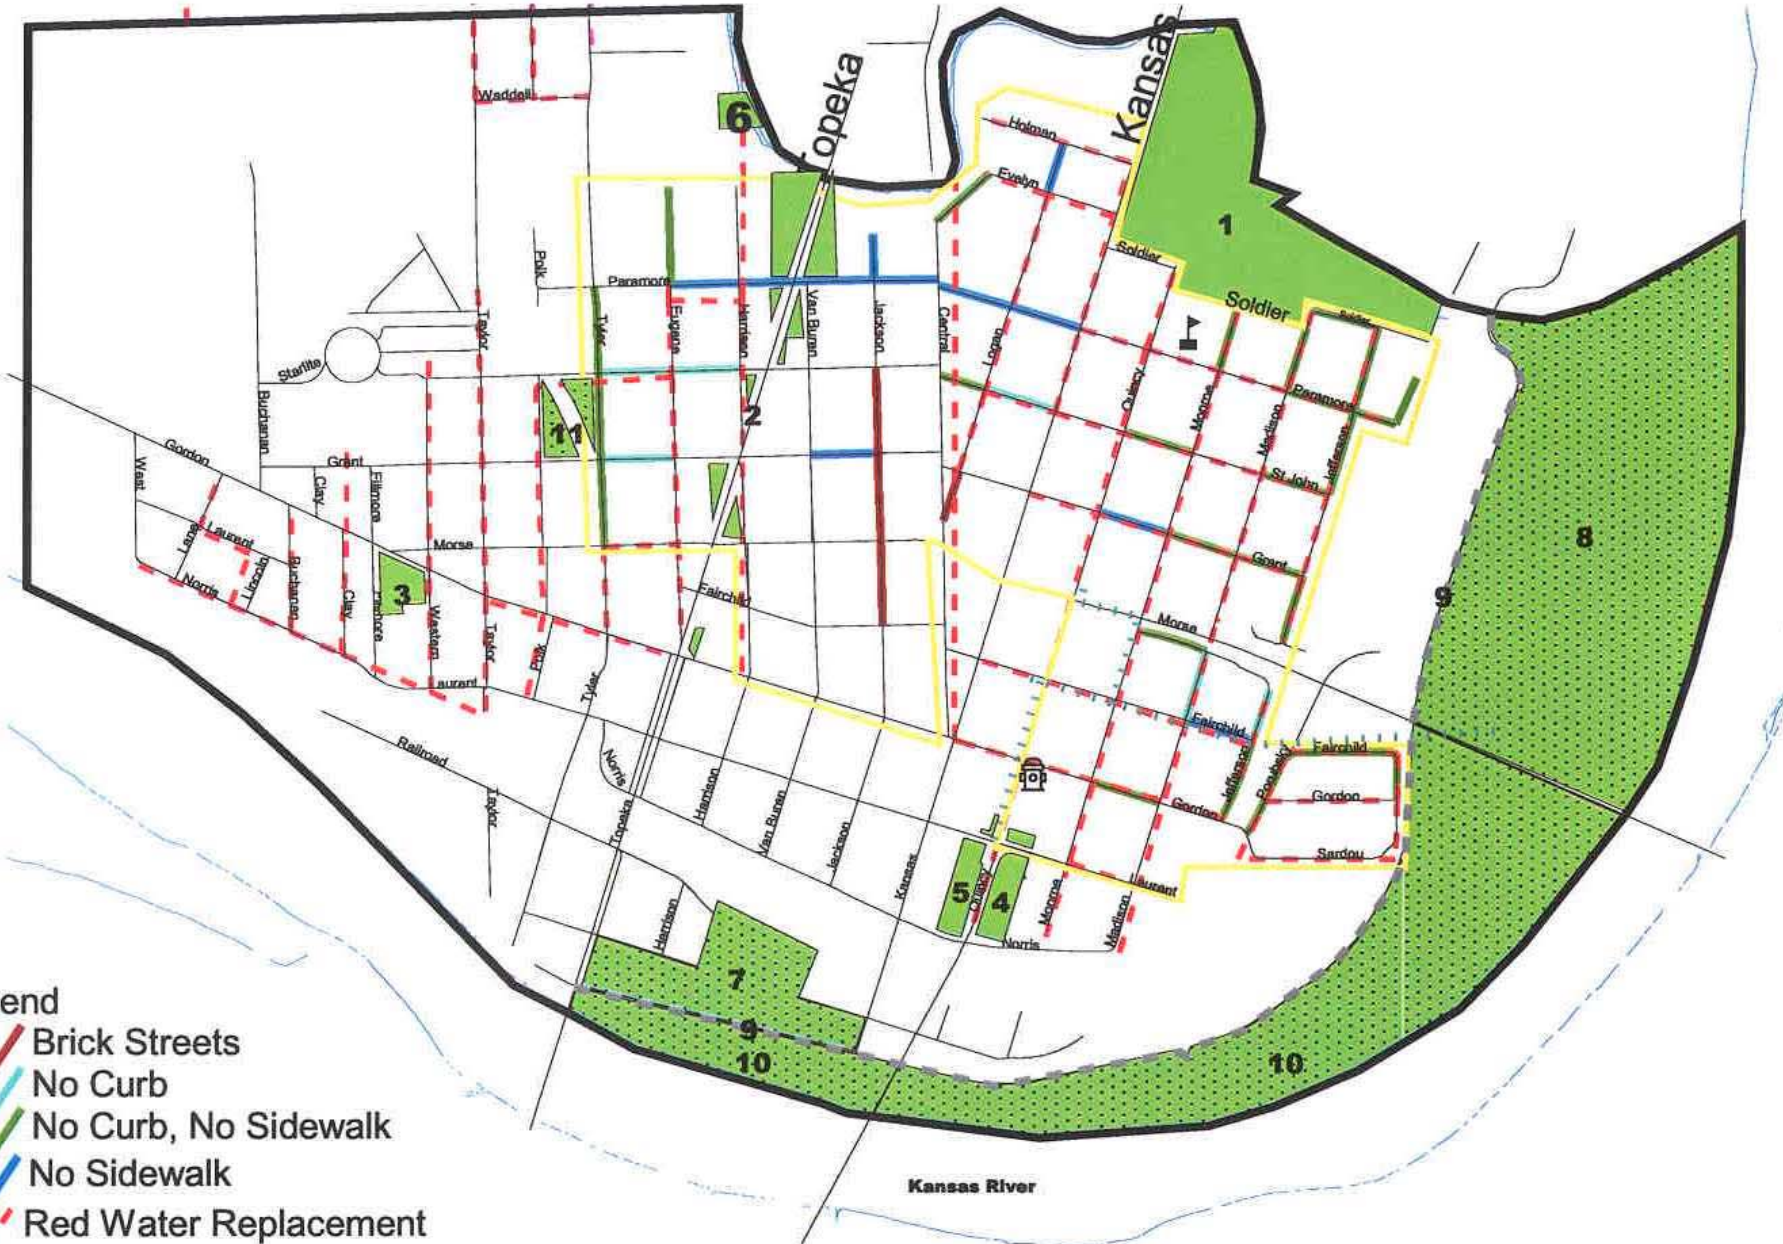 Kansas
Topeka
Waddell
6
Holman
Evelyn
1
Soldier
Polk
Paramore
Soldier
Soldier
Tyler
Eugene
Harrison
Van Buren
Jackson
Central
Logan
Taylor
Starlite
Quincy
Monroe
Madison
Paramore
Jefferson
Buchanan
11
2
Gordon
Grant
West
Clay
Fillmore
St John
8
Lane
Laurent
Lincoln
Morse
Grant
Norris
Buchanan
Clay
Fillmore
3
Western
Taylor
Fairchild
9
Morse
Polk
Laurent
Tyler
Fairchild
Fairchild
Railroad
Norris
Jefferson
Porubsky
Gordon
Gordon
Taylor
Topeka
Harrison
Van Buren
Jackson
Sardou
Kansas
5
Quincy
4
Monroe
Laurent
Madison
Harrison
Norris
7
9
10
10
end
Brick Streets
No Curb
No Curb, No Sidewalk
No Sidewalk
Red Water Replacement
Kansas River